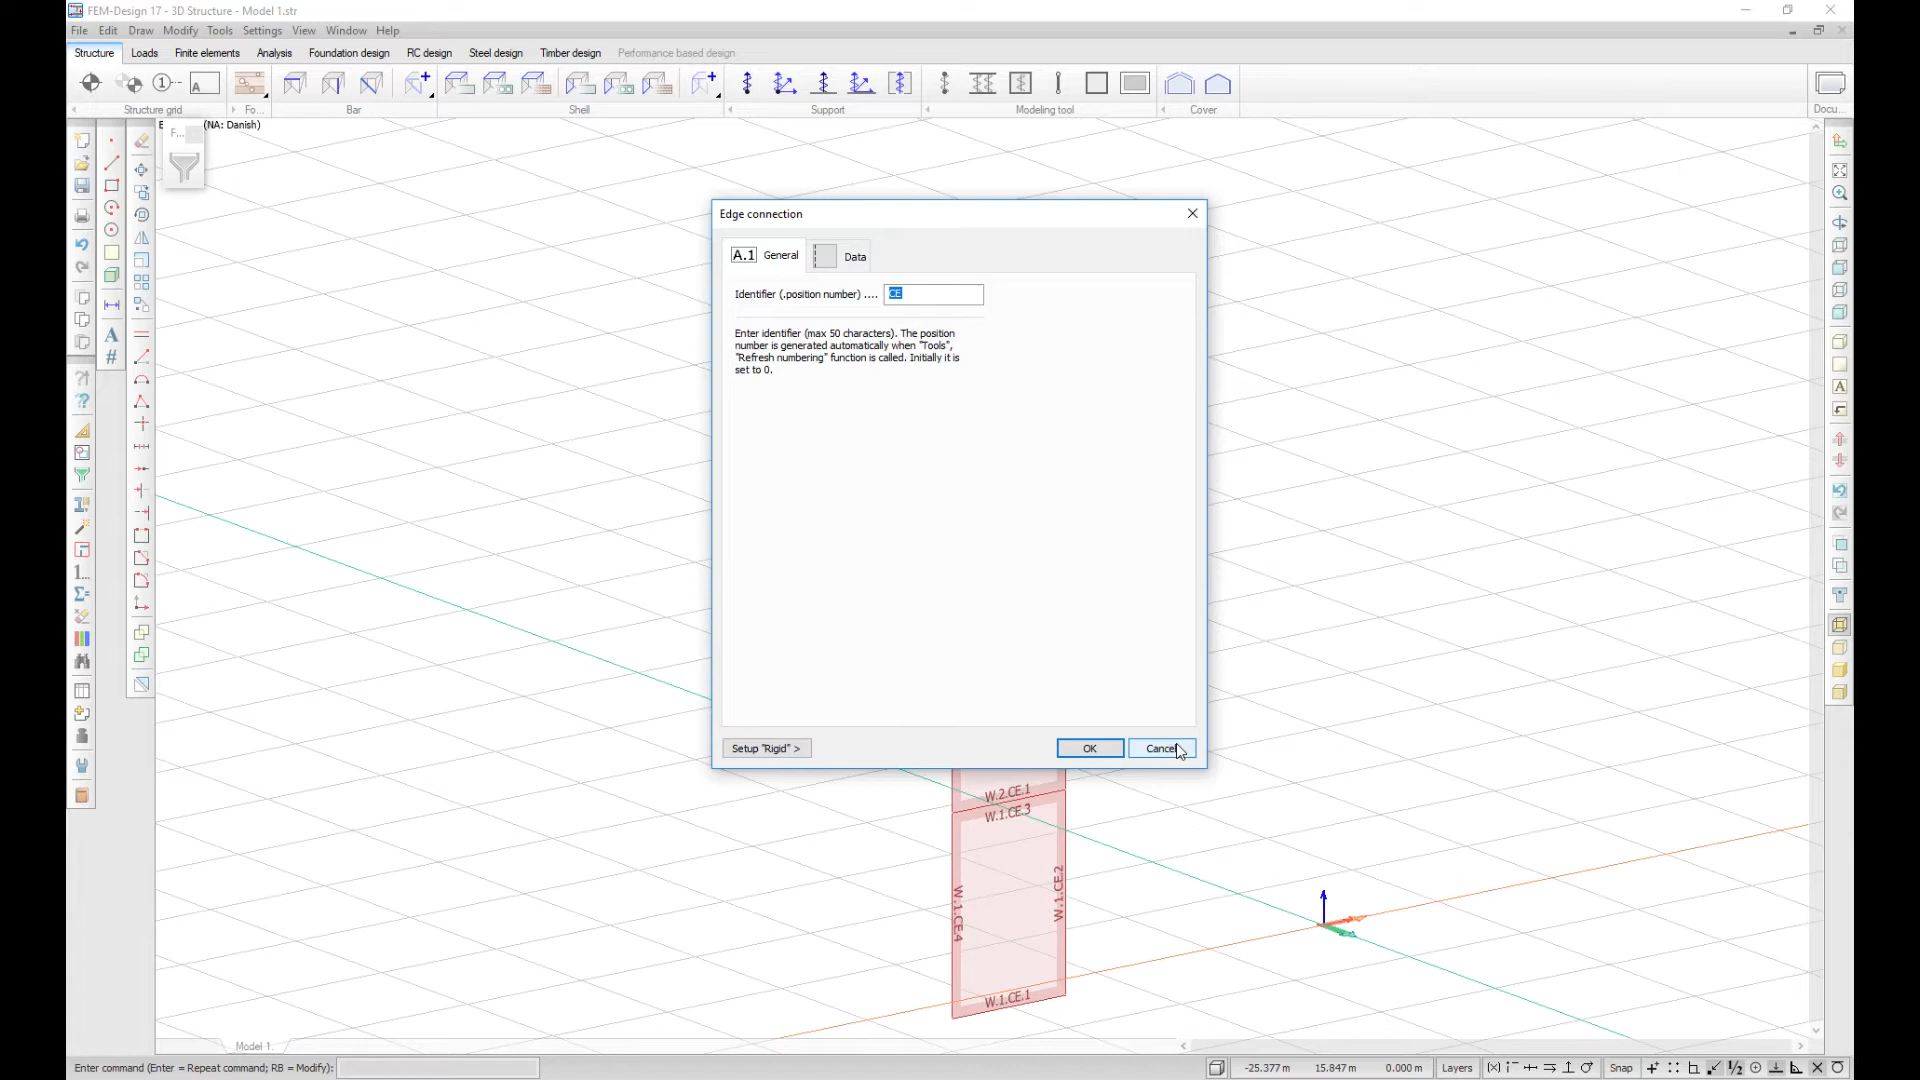 FEM-Design 17 - 3D Structure - Model 1.str
File Edit Draw Modify Tools Settings View Window Help
Structure Loads Finite elements Analysis Foundation design RC design Steel design Timber design Performance based design
1 A
Structure grid Fo... Bar Shell Support Modeling tool Cover Docu...
(NA: Danish)
F...
Edge connection
A.1 General Data
Identifier (.position number) .... CE
Enter identifier (max 50 characters). The position
number is generated automatically when "Tools",
"Refresh numbering" function is called. Initially it is
set to 0.
Setup "Rigid" > OK Cancel
W.2.CE.1
W.1.CE.3
W.1.CE.2
W.1.CE.4
W.1.CE.1
Model 1.
Enter command (Enter = Repeat command; RB = Modify): -25.377 m 15.847 m 0.000 m Layers Snap